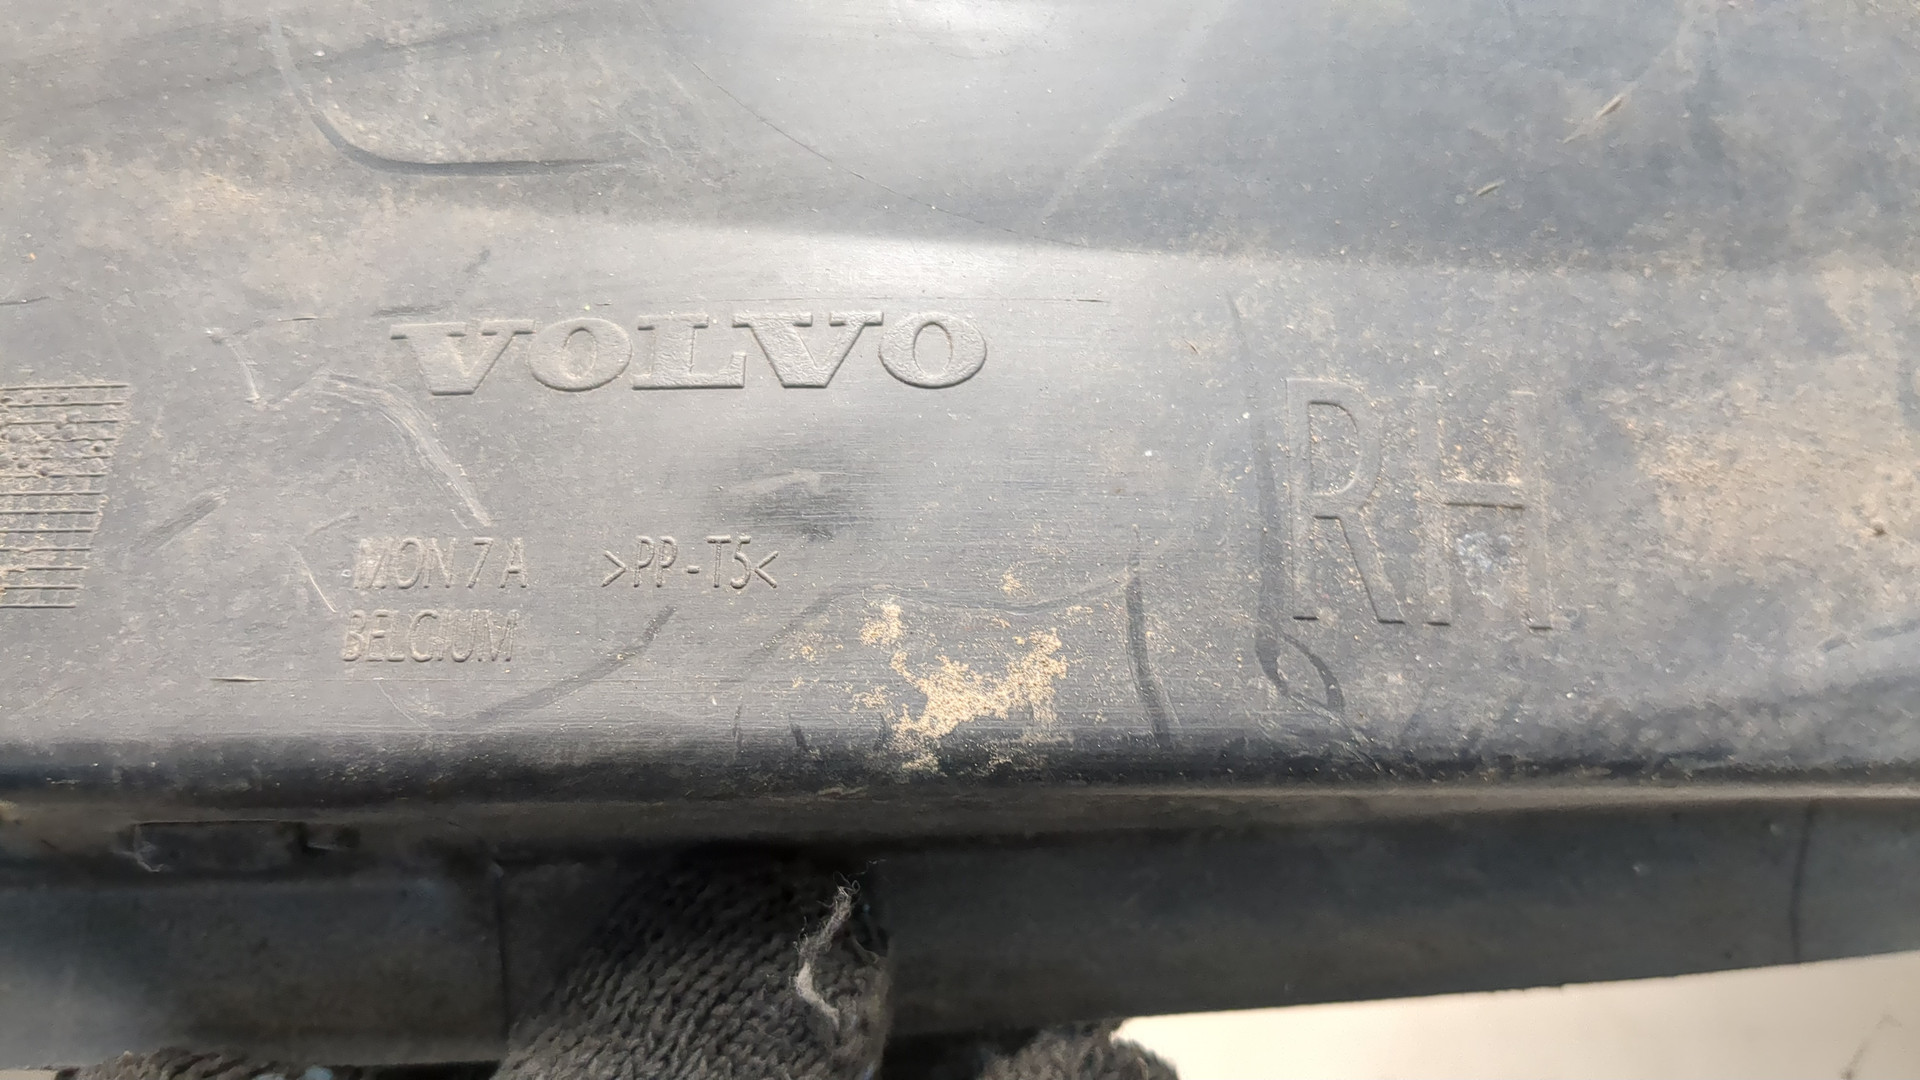 VOLVO
RH
MON 7 A >PP-T5<
BELGIUM